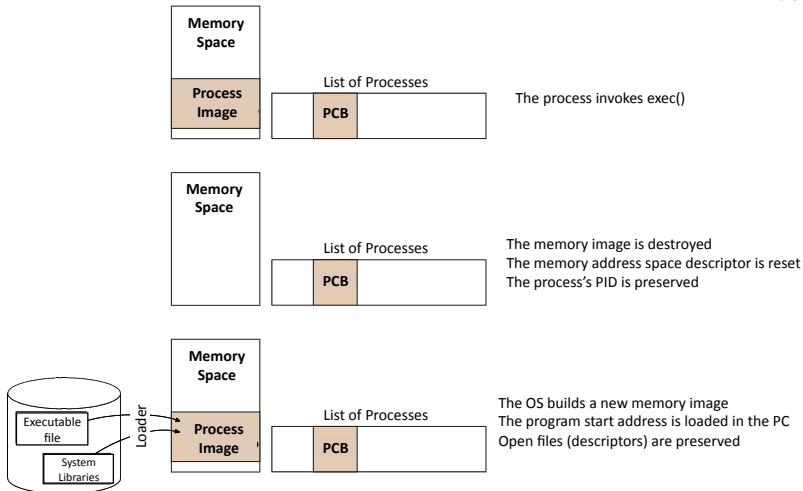 Memory
Space
Process
Image
List of Processes
PCB
The process invokes exec()
Memory
Space
List of Processes
PCB
The memory image is destroyed
The memory address space descriptor is reset
The process's PID is preserved
Executable
file
System
Libraries
Loader
Memory
Space
Process
Image
List of Processes
PCB
The OS builds a new memory image
The program start address is loaded in the PC
Open files (descriptors) are preserved